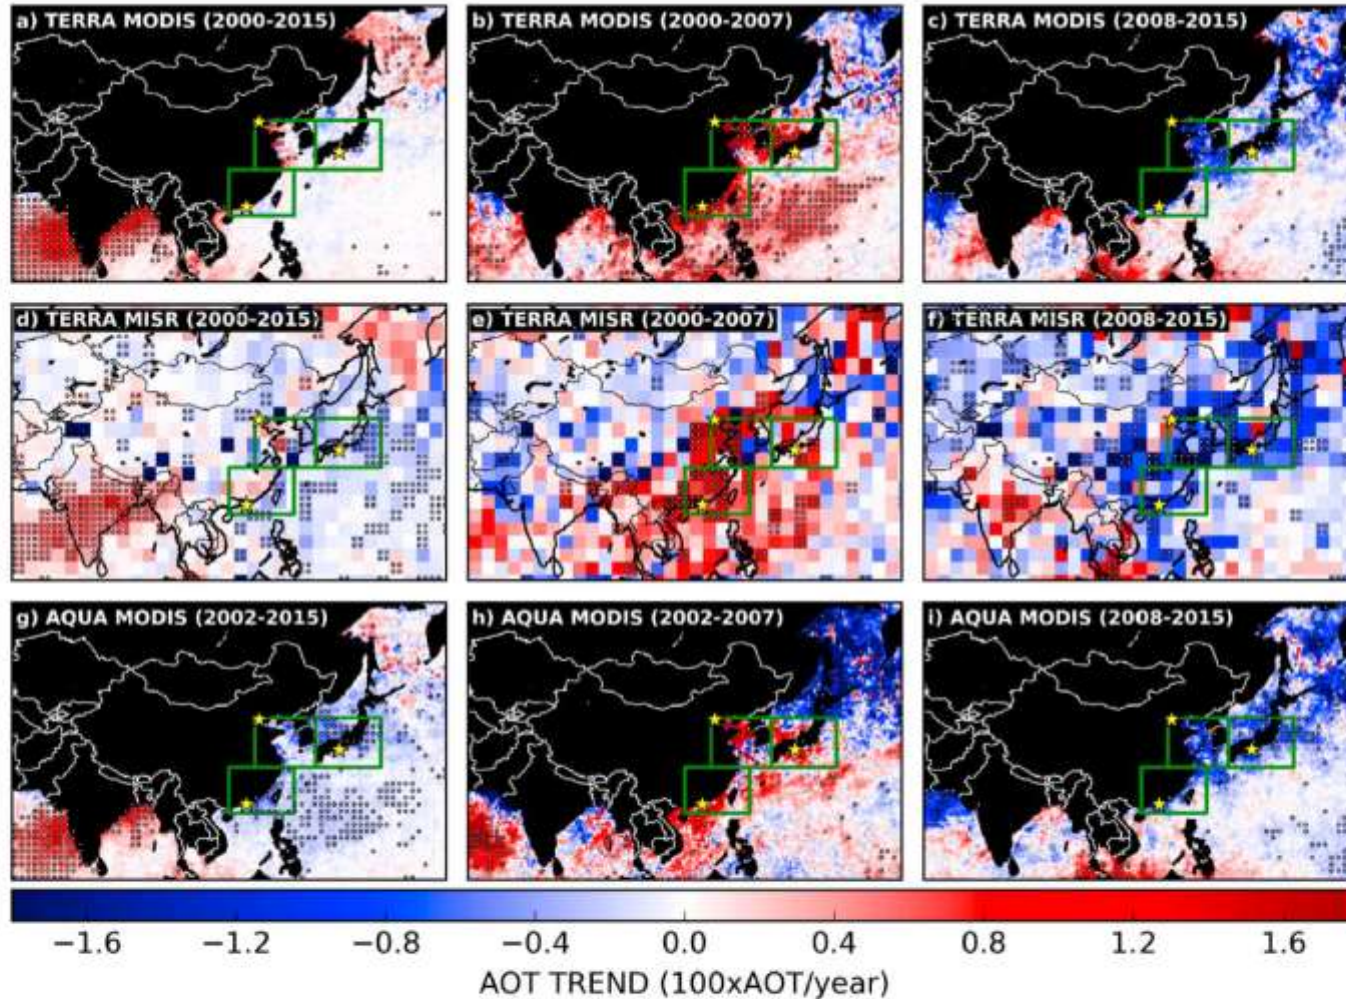 a) TERRA MODIS (2000-2015)
b) TERRA MODIS (2000-2007)
c) TERRA MODIS (2008-2015)
d) TERRA MISR (2000-2015)
e) TERRA MISR (2000-2007)
f) TERRA MISR (2008-2015)
g) AQUA MODIS (2002-2015)
h) AQUA MODIS (2002-2007)
i) AQUA MODIS (2008-2015)
−1.6 −1.2 −0.8 −0.4 0.0 0.4 0.8 1.2 1.6
AOT TREND (100xAOT/year)